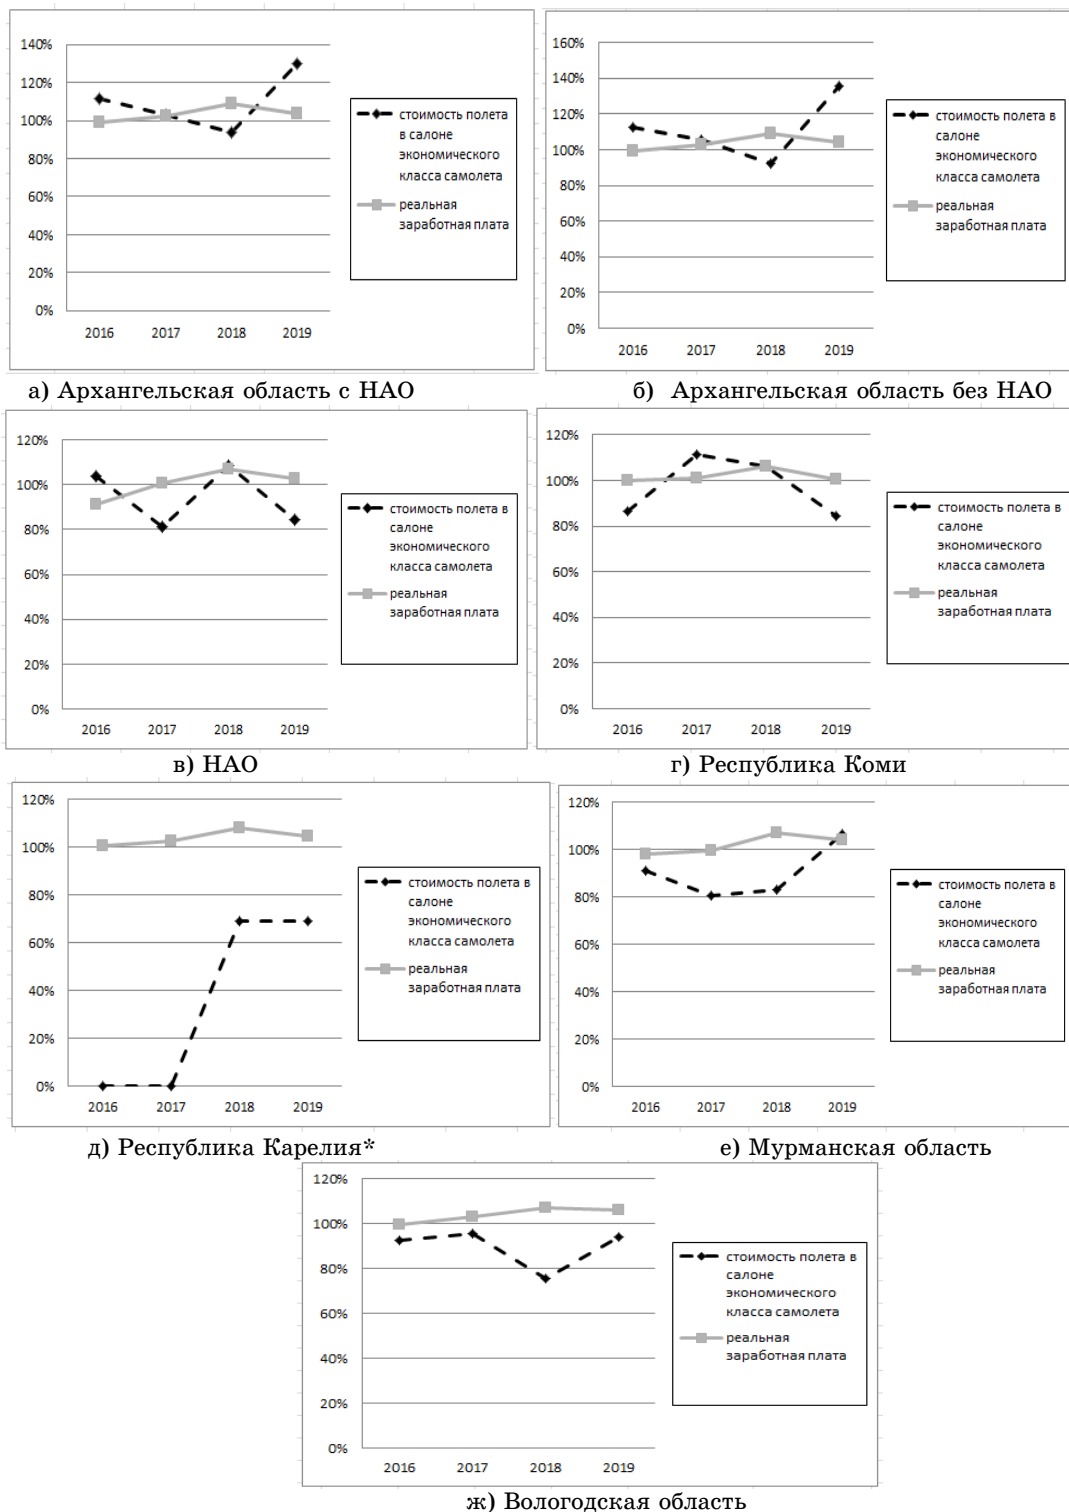 140%
120%
100%
80%
60%
40%
20%
0%
2016 2017 2018 2019
стоимость полета
в салоне
экономического
класса самолета
реальная
заработная плата
а) Архангельская область с НАО
160%
140%
120%
100%
80%
60%
40%
20%
0%
2016 2017 2018 2019
стоимость полета
в салоне
экономического
класса самолета
реальная
заработная плата
б) Архангельская область без НАО
120%
100%
80%
60%
40%
20%
0%
2016 2017 2018 2019
стоимость полета в
салоне
экономического
класса самолета
реальная
заработная плата
в) НАО
120%
100%
80%
60%
40%
20%
0%
2016 2017 2018 2019
стоимость полета в
салоне
экономического
класса самолета
реальная
заработная плата
г) Республика Коми
120%
100%
80%
60%
40%
20%
0%
2016 2017 2018 2019
стоимость полета в
салоне
экономического
класса самолета
реальная
заработная плата
д) Республика Карелия*
120%
100%
80%
60%
40%
20%
0%
2016 2017 2018 2019
стоимость полета в
салоне
экономического
класса самолета
реальная
заработная плата
е) Мурманская область
120%
100%
80%
60%
40%
20%
0%
2016 2017 2018 2019
стоимость полета в
салоне
экономического
класса самолета
реальная
заработная плата
ж) Вологодская область